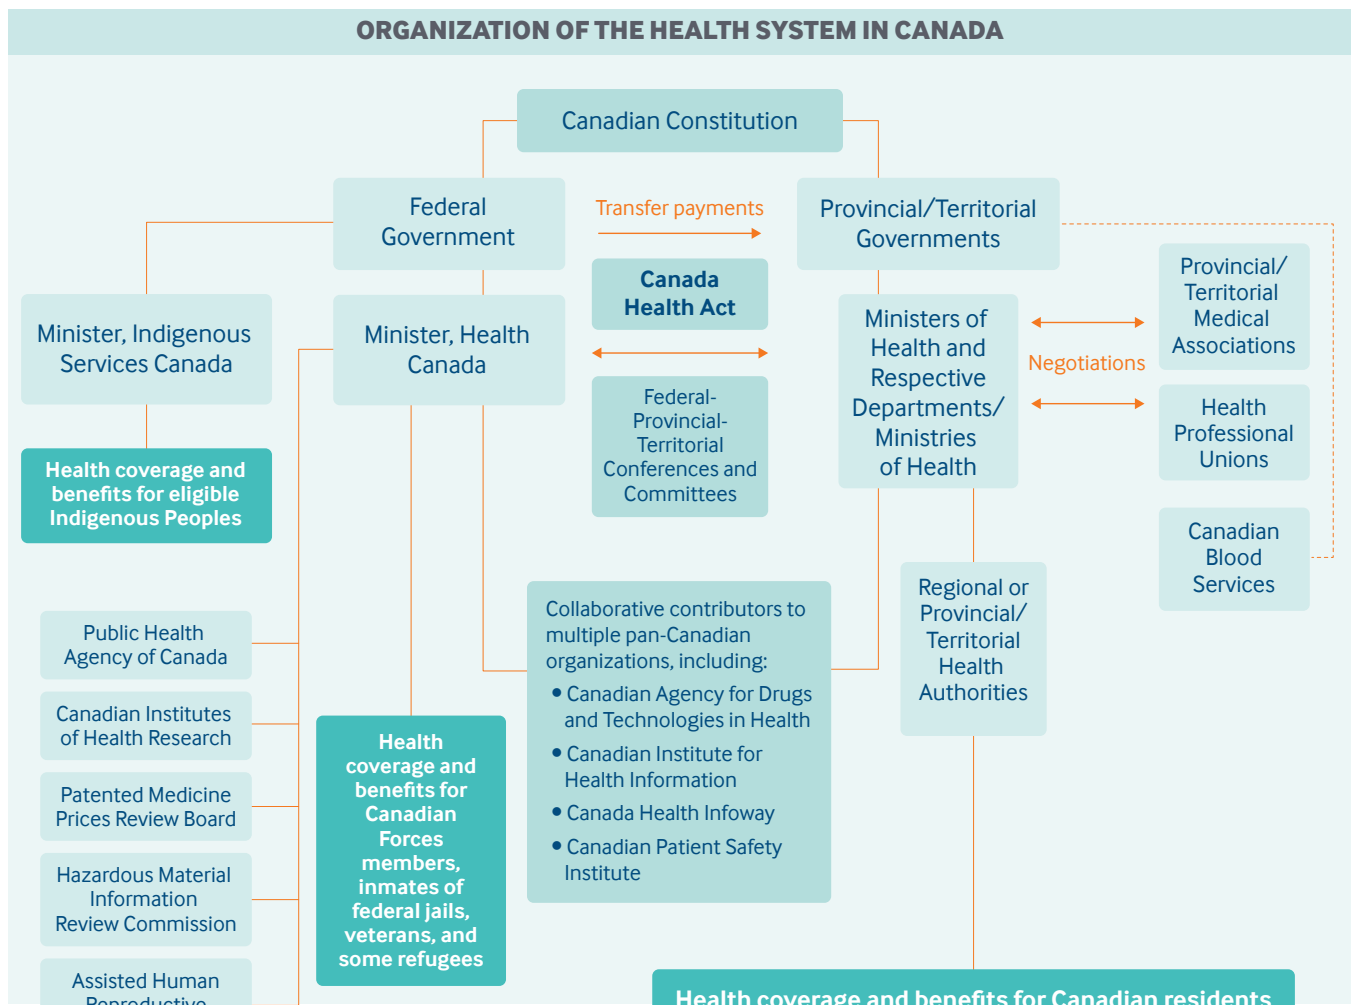 ORGANIZATION OF THE HEALTH SYSTEM IN CANADA
Canadian Constitution
Federal
Government
Transfer payments
Provincial/Territorial
Governments
Canada
Health Act
Minister, Indigenous
Services Canada
Minister, Health
Canada
Ministers of
Health and
Respective
Departments/
Ministries
of Health
Negotiations
Provincial/
Territorial
Medical
Associations
Health
Professional
Unions
Canadian
Blood
Services
Federal-
Provincial-
Territorial
Conferences and
Committees
Health coverage and
benefits for eligible
Indigenous Peoples
Public Health
Agency of Canada
Canadian Institutes
of Health Research
Patented Medicine
Prices Review Board
Hazardous Material
Information
Review Commission
Assisted Human
Reproductive
Health
coverage and
benefits for
Canadian
Forces
members,
inmates of
federal jails,
veterans, and
some refugees
Collaborative contributors to
multiple pan-Canadian
organizations, including:
• Canadian Agency for Drugs
and Technologies in Health
• Canadian Institute for
Health Information
• Canada Health Infoway
• Canadian Patient Safety
Institute
Regional or
Provincial/
Territorial
Health
Authorities
Health coverage and benefits for Canadian residents